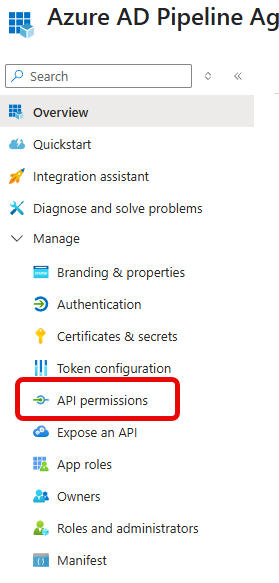 Azure AD Pipeline Ag
Search
Overview
Quickstart
Integration assistant
Diagnose and solve problems
Manage
Branding & properties
Authentication
Certificates & secrets
Token configuration
API permissions
Expose an API
App roles
Owners
Roles and administrators
Manifest